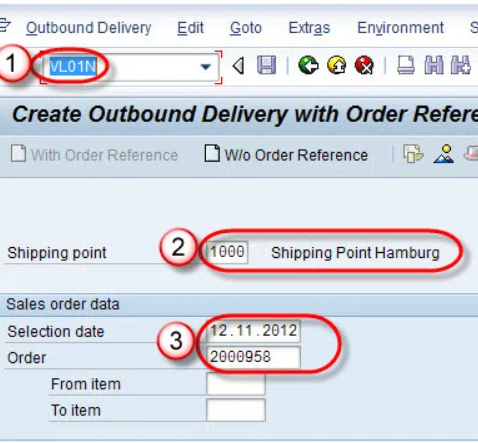 Outbound Delivery Edit Goto Extras Environment S
1 VL01N
Create Outbound Delivery with Order Refere
With Order Reference W/o Order Reference
Shipping point 2 1000 Shipping Point Hamburg
Sales order data
Selection date 12.11.2012
3
Order 2000958
From item
To item